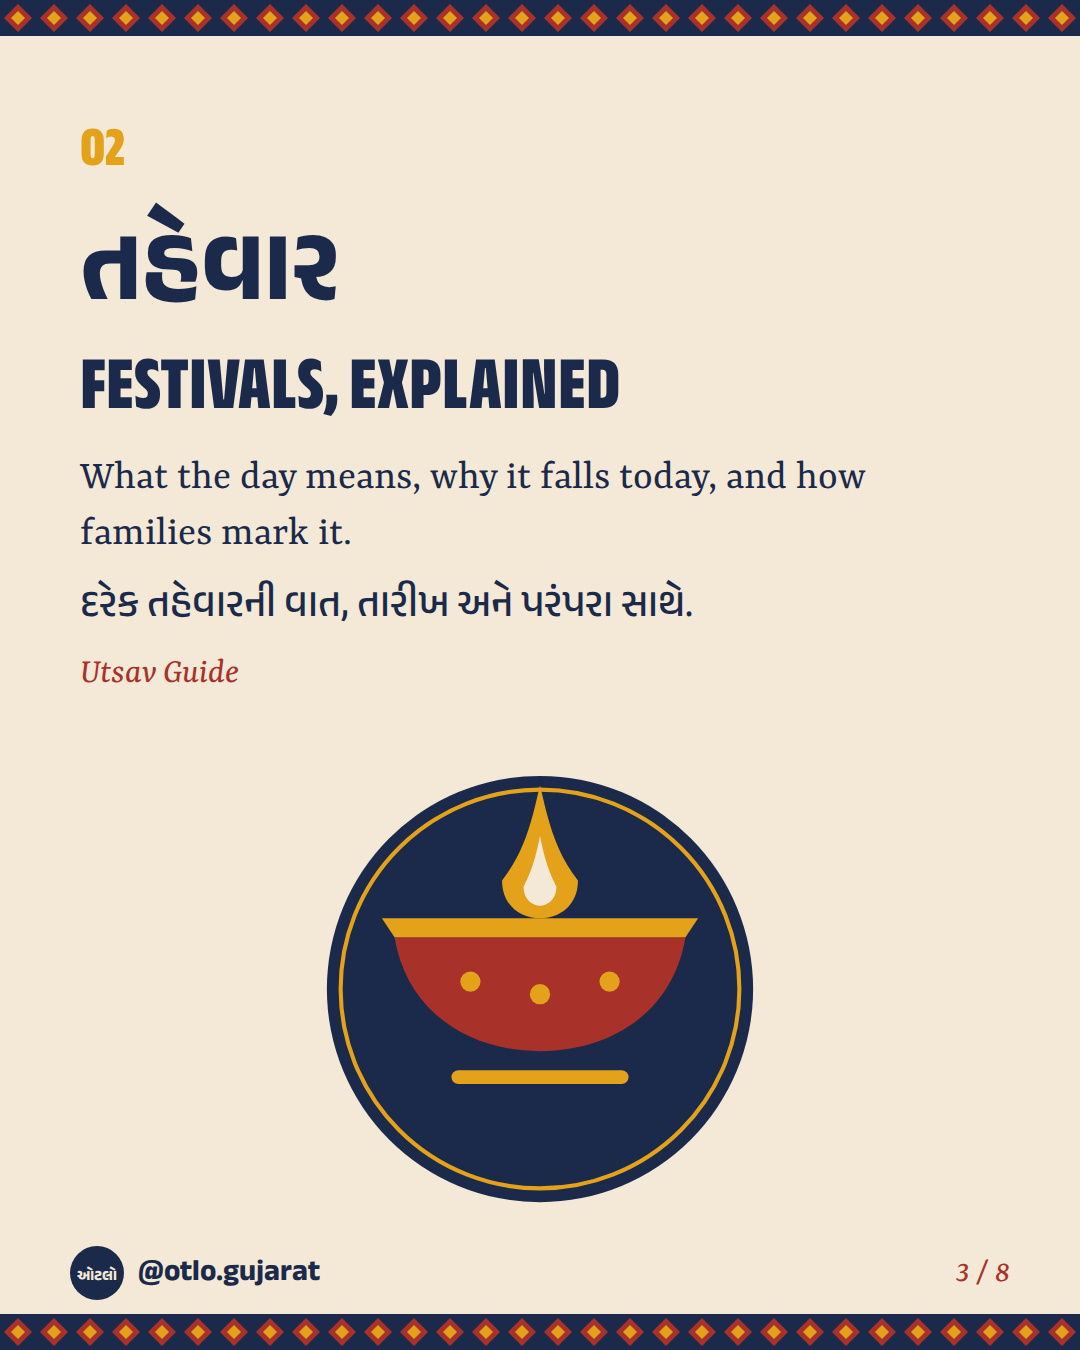 02
તહેવાર
FESTIVALS, EXPLAINED
What the day means, why it falls today, and how
families mark it.
દરેક તહેવારની વાત, તારીખ અને પરંપરા સાથે.
Utsav Guide
ઓટલો @otlo.gujarat
3 / 8